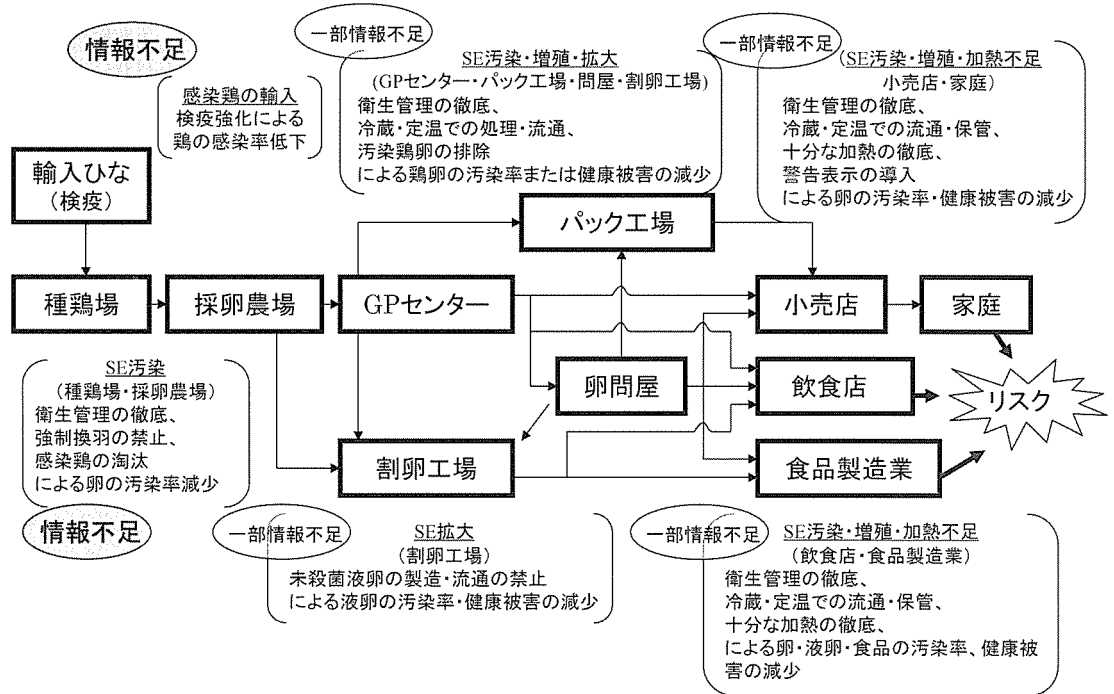 情報不足
感染鶏の輸入
検疫強化による
鶏の感染率低下
一部情報不足
SE汚染・増殖・拡大
(GPセンター・パック工場・問屋・割卵工場)
衛生管理の徹底、
冷蔵・定温での処理・流通、
汚染鶏卵の排除
による鶏卵の汚染率または健康被害の減少
一部情報不足
(SE汚染・増殖・加熱不足
小売店・家庭)
衛生管理の徹底、
冷蔵・定温での流通・保管、
十分な加熱の徹底、
警告表示の導入
による卵の汚染率・健康被害の減少
輸入ひな
(検疫)
パック工場
種鶏場
採卵農場
GPセンター
小売店
家庭
卵問屋
飲食店
リスク
割卵工場
食品製造業
SE汚染
(種鶏場・採卵農場)
衛生管理の徹底、
強制換羽の禁止、
感染鶏の淘汰
による卵の汚染率減少
情報不足
一部情報不足
SE拡大
(割卵工場)
未殺菌液卵の製造・流通の禁止
による液卵の汚染率・健康被害の減少
一部情報不足
SE汚染・増殖・加熱不足
(飲食店・食品製造業)
衛生管理の徹底、
冷蔵・定温での流通・保管、
十分な加熱の徹底、
による卵・液卵・食品の汚染率、健康被
害の減少